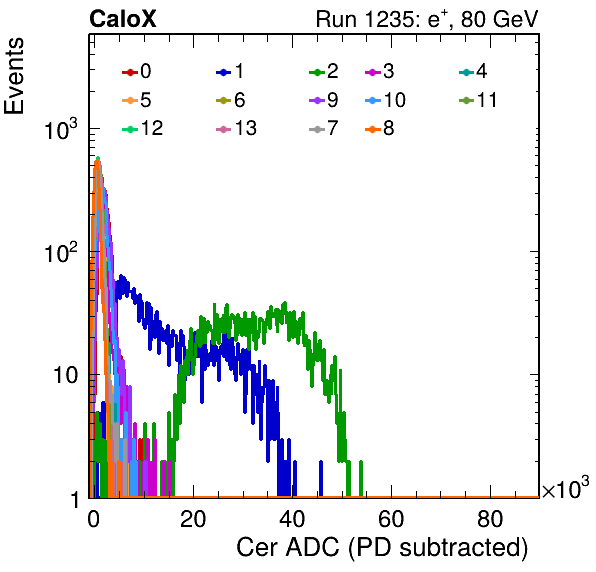 CaloX Run 1235: e⁺, 80 GeV
Events
0 1 2 3 4
5 6 9 10 11
12 13 7 8
10³
10²
10
1
0 20 40 60 80 ×10³
Cer ADC (PD subtracted)